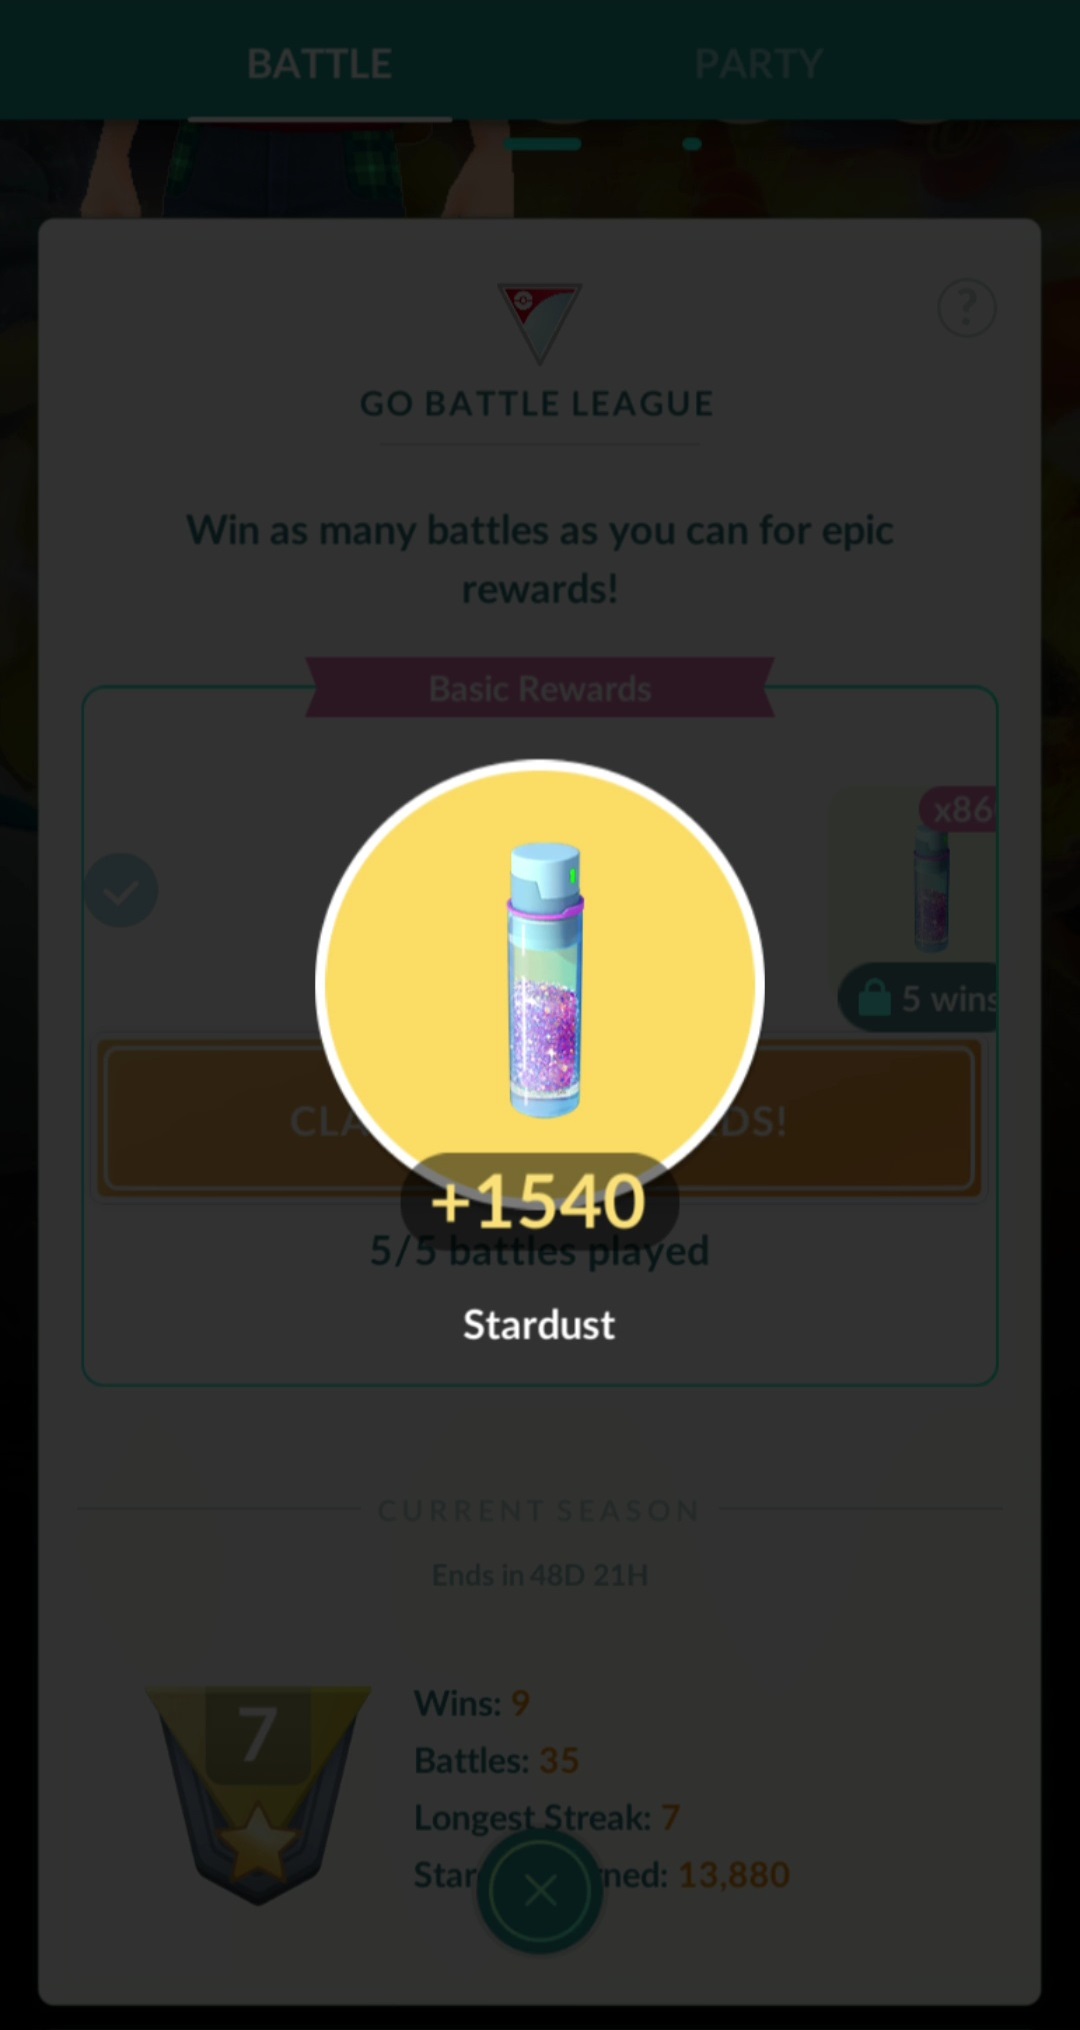 BATTLE
PARTY
?
GO BATTLE LEAGUE
Win as many battles as you can for epic
rewards!
Basic Rewards
x86
5 wins
+1540
5/5 battles played
Stardust
CURRENT SEASON
Ends in 48D 21H
7
Wins: 9
Battles: 35
Longest Streak: 7
13,880